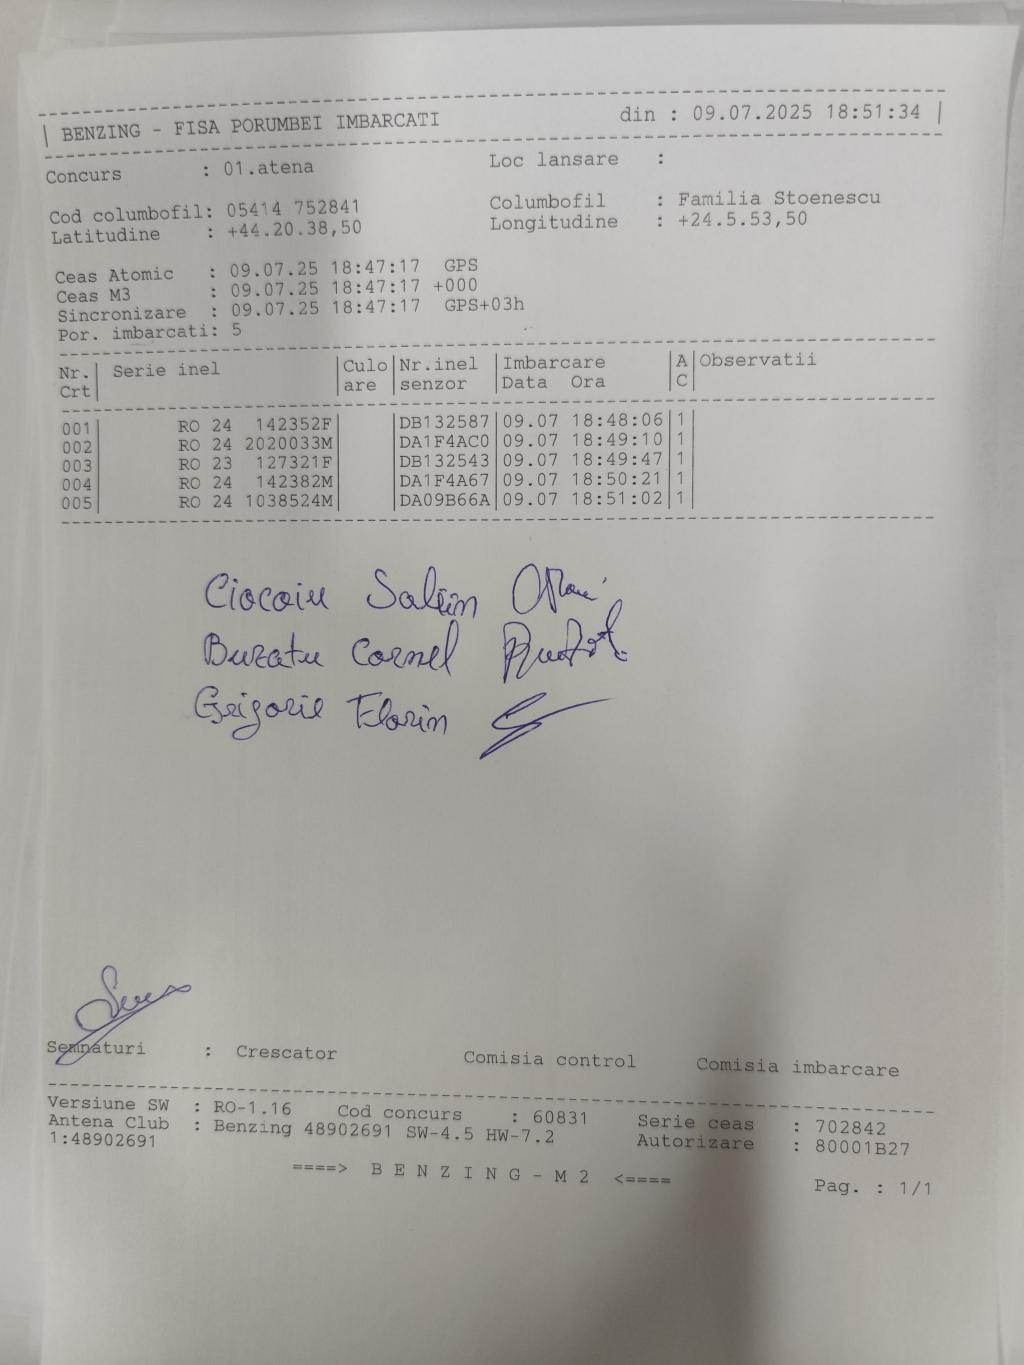 BENZING - FISA PORUMBEI IMBARCATI din : 09.07.2025 18:51:34
Concurs : 01.atena Loc lansare :
Cod columbofil: 05414 752841 Columbofil : Familia Stoenescu
Latitudine : +44.20.38,50 Longitudine : +24.5.53,50
Ceas Atomic : 09.07.25 18:47:17 GPS
Ceas M3 : 09.07.25 18:47:17 +000
Sincronizare : 09.07.25 18:47:17 GPS+03h
Por. imbarcati: 5
Nr. | Serie inel |Culo|Nr.inel |Imbarcare |A|Observatii
Crt| |are |senzor |Data Ora |C|
001| RO 24 142352F| |DB132587|09.07 18:48:06|1|
002| RO 24 2020033M| |DA1F4AC0|09.07 18:49:10|1|
003| RO 23 127321F| |DB132543|09.07 18:49:47|1|
004| RO 24 142382M| |DA1F4A67|09.07 18:50:21|1|
005| RO 24 1038524M| |DA09B66A|09.07 18:51:02|1|
Ciocoiu
Buzatu Cornel
Grigorie Florin
Semnaturi : Crescator Comisia control Comisia imbarcare
Versiune SW : RO-1.16 Cod concurs : 60831 Serie ceas : 702842
Antena Club : Benzing 48902691 SW-4.5 HW-7.2 Autorizare : 80001B27
1:48902691
====> B E N Z I N G - M 2 <====
Pag. : 1/1